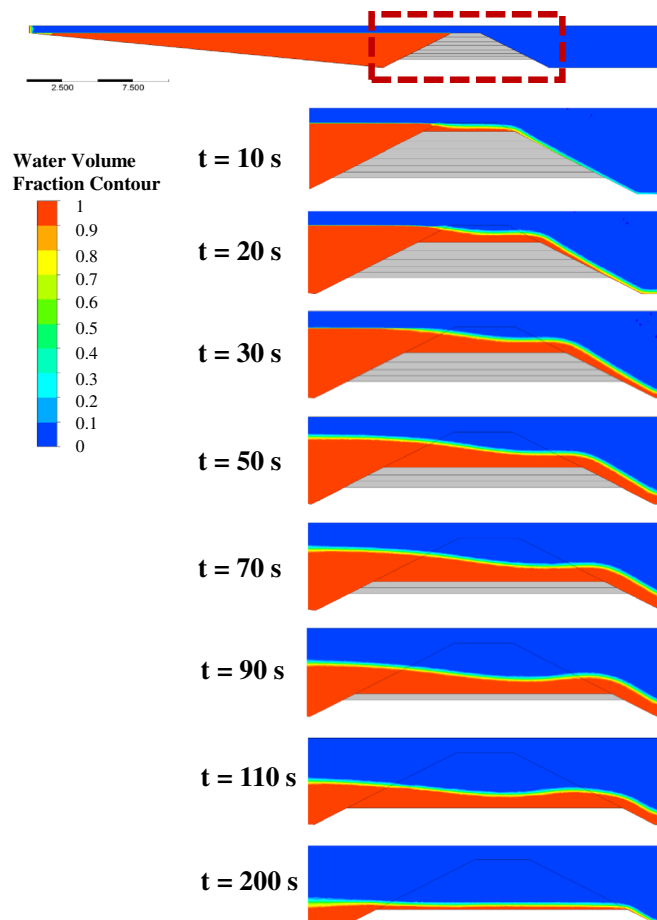 2.500
7.500
t = 10 s
Water Volume
Fraction Contour
1
0.9
0.8
0.7
0.6
0.5
0.4
0.3
0.2
0.1
0
t = 20 s
t = 30 s
t = 50 s
t = 70 s
t = 90 s
t = 110 s
t = 200 s